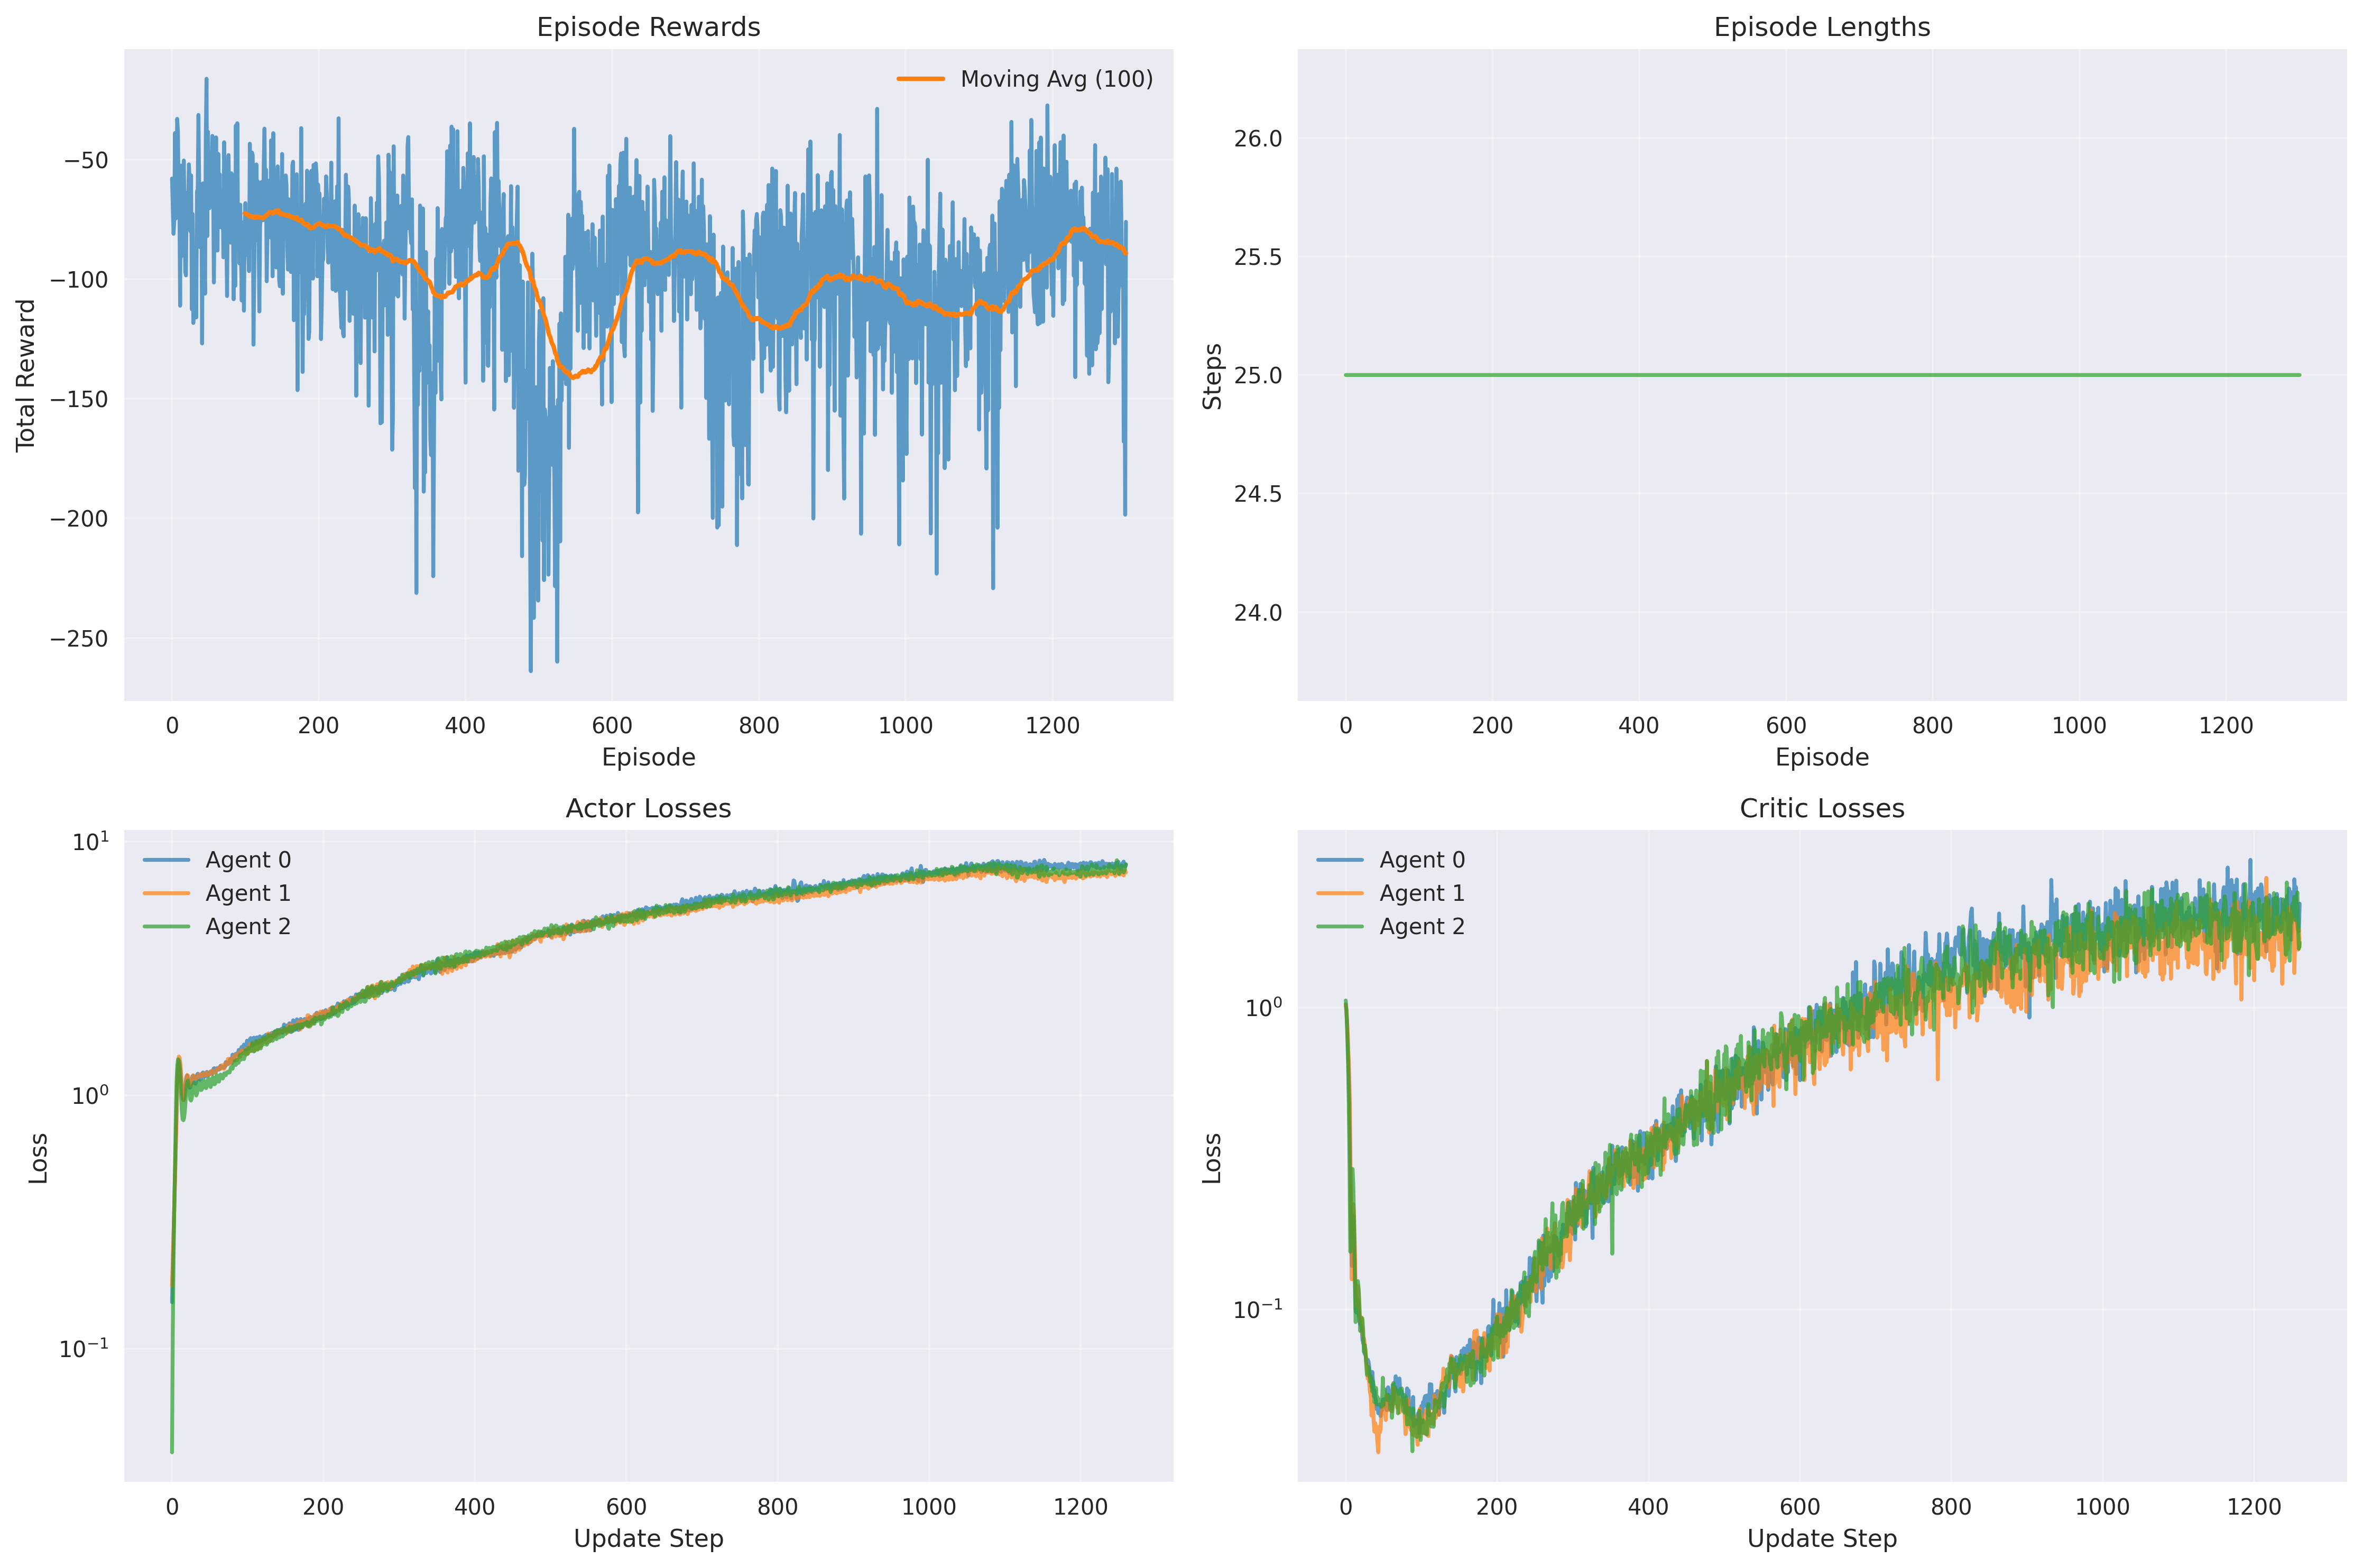 Episode Rewards
Moving Avg (100)
Total Reward
−50
−100
−150
−200
−250
0 200 400 600 800 1000 1200
Episode
Episode Lengths
Steps
26.0
25.5
25.0
24.5
24.0
0 200 400 600 800 1000 1200
Episode
Actor Losses
Agent 0
Agent 1
Agent 2
Loss
10¹
10⁰
10⁻¹
0 200 400 600 800 1000 1200
Update Step
Critic Losses
Agent 0
Agent 1
Agent 2
Loss
10⁰
10⁻¹
0 200 400 600 800 1000 1200
Update Step